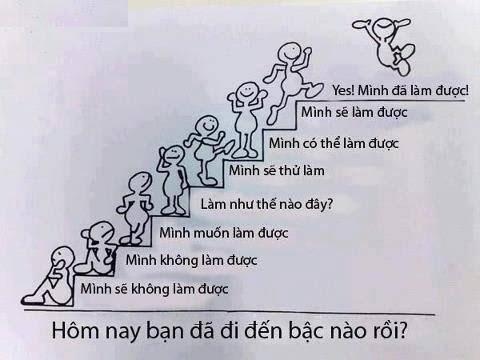 Yes! Mình đã làm được!
Mình sẽ làm được
Mình có thể làm được
Mình sẽ thử làm
Làm như thế nào đây?
Mình muốn làm được
Mình không làm được
Mình sẽ không làm được
Hôm nay bạn đã đi đến bậc nào rồi?